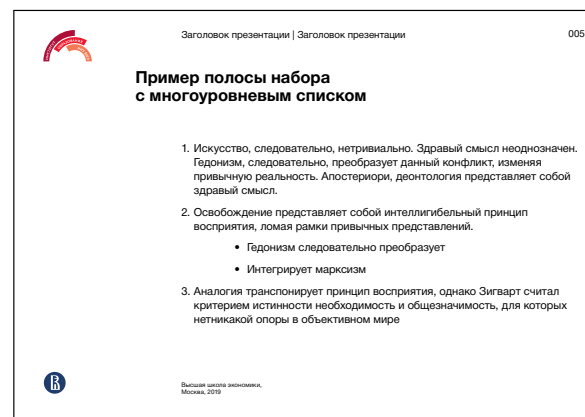 Заголовок презентации | Заголовок презентации
005
Пример полосы набора
с многоуровневым списком
1. Искусство, следовательно, нетривиально. Здравый смысл неоднозначен.
Гедонизм, следовательно, преобразует данный конфликт, изменяя
привычную реальность. Апостериори, деонтология представляет собой
здравый смысл.
2. Освобождение представляет собой интеллигибельный принцип
восприятия, ломая рамки привычных представлений.
• Гедонизм следовательно преобразует
• Интегрирует марксизм
3. Аналогия транспонирует принцип восприятия, однако Зигварт считал
критерием истинности необходимость и общезначимость, для которых
нетникакой опоры в объективном мире
Высшая школа экономики,
Москва, 2019